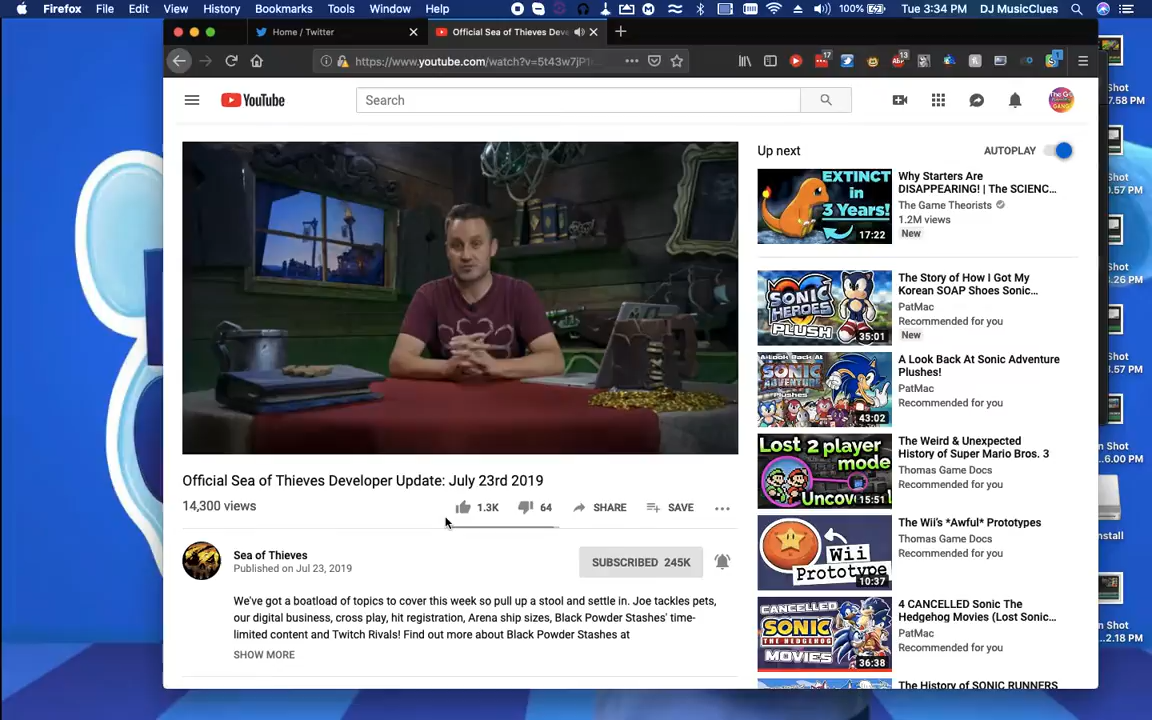 Firefox File Edit View History Bookmarks Tools Window Help
100%
Tue 3:34 PM DJ MusicClues
Home / Twitter
Official Sea of Thieves Deve
https://www.youtube.com/watch?v=5t43w7jP1
17
13
1
YouTube
Search
Up next
AUTOPLAY
EXTINCT
in
3 Years!
17:22
Why Starters Are
DISAPPEARING! | The SCIENC...
The Game Theorists
1.2M views
New
SONIC
HEROES
PLUSH
35:01
The Story of How I Got My
Korean SOAP Shoes Sonic...
PatMac
Recommended for you
New
A Look Back At
SONIC
ADVENTURE
Plushes
43:02
A Look Back At Sonic Adventure
Plushes!
PatMac
Recommended for you
Lost 2 player
mode
Uncov
15:51
The Weird & Unexpected
History of Super Mario Bros. 3
Thomas Game Docs
Recommended for you
Wii
Prototype
10:37
The Wii's *Awful* Prototypes
Thomas Game Docs
Recommended for you
CANCELLED
SONIC
THE HEDGEHOG
MOVIES
36:38
4 CANCELLED Sonic The
Hedgehog Movies (Lost Sonic...
PatMac
Recommended for you
The History of SONIC RUNNERS
Official Sea of Thieves Developer Update: July 23rd 2019
14,300 views
1.3K 64 SHARE SAVE
Sea of Thieves
Published on Jul 23, 2019
SUBSCRIBED 245K
We've got a boatload of topics to cover this week so pull up a stool and settle in. Joe tackles pets,
our digital business, cross play, hit registration, Arena ship sizes, Black Powder Stashes' time-
limited content and Twitch Rivals! Find out more about Black Powder Stashes at
SHOW MORE
Shot
7.58 PM
Shot
0.57 PM
Shot
3.26 PM
Shot
4.57 PM
n Shot
...6.00 PM
nstall
n Shot
...2.18 PM